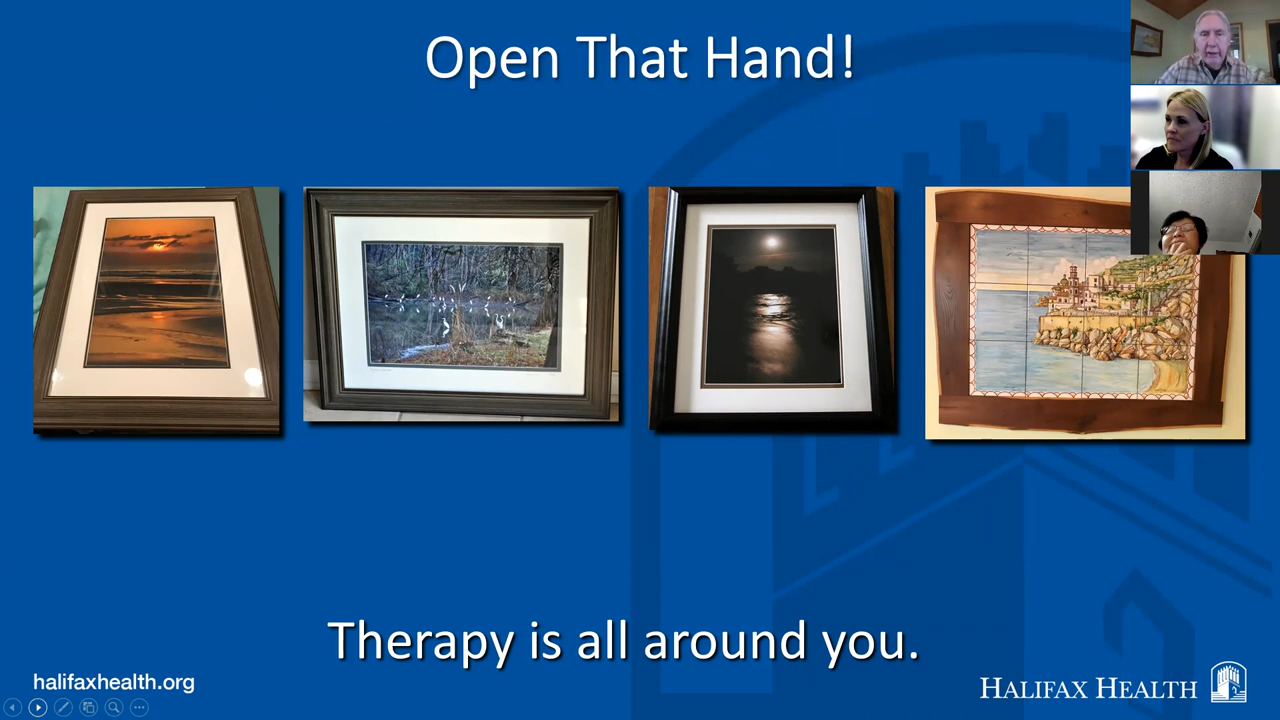 Open That Hand!
Therapy is all around you.
halifaxhealth.org
HALIFAX HEALTH